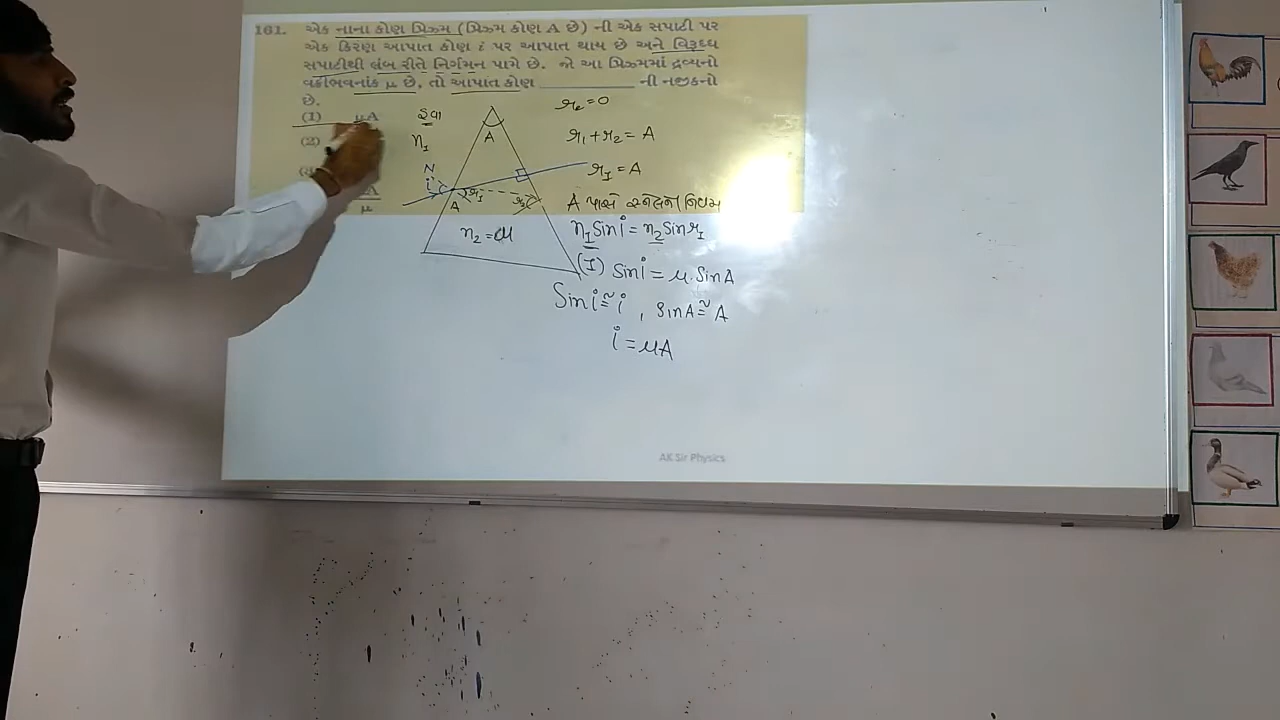 161. એક નાના કોણ પ્રિઝમ (પ્રિઝમ કોણ A છે) ની એક સપાટી પર
એક કિરણ આપાત કોણ i પર આપાત થાય છે અને વિરૂદ્ધ
સપાટીથી લંબ રીતે નિર્ગમન પામે છે. જો આ પ્રિઝમમાં દ્રવ્યનો
વક્રીભવનાંક μ છે, તો આપાત કોણ ________ ની નજીકનો
છે.
(1) μA
(2)
A
μ
હવા
n₁
N
i
A
A
r₁
r₂
n₂ = μ
r₂ = 0
r₁ + r₂ = A
r₁ = A
A પાસે સ્નેલનો નિયમ
n₁ Sin i = n₂ Sin r₁
(1) Sin i = μ. Sin A
Sin i ≅ i , Sin A ≅ A
i = μA
AK Sir Physics